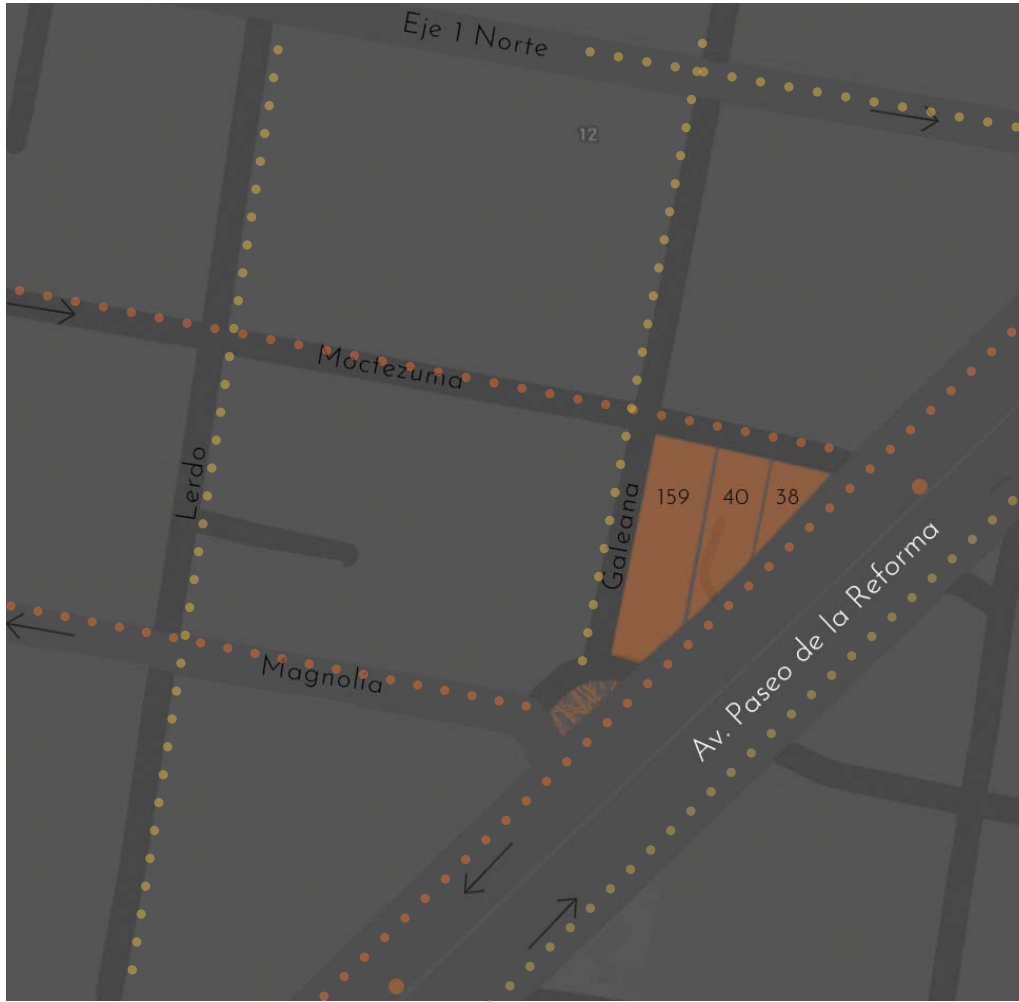 Eje 1 Norte
12
Moctezuma
Lerdo
159
40
38
Galeana
Av. Paseo de la Reforma
Magnolia